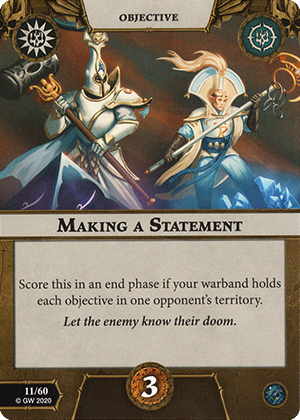 OBJECTIVE
MAKING A STATEMENT
Score this in an end phase if your warband holds
each objective in one opponent's territory.
Let the enemy know their doom.
11/60
© GW 2020
3